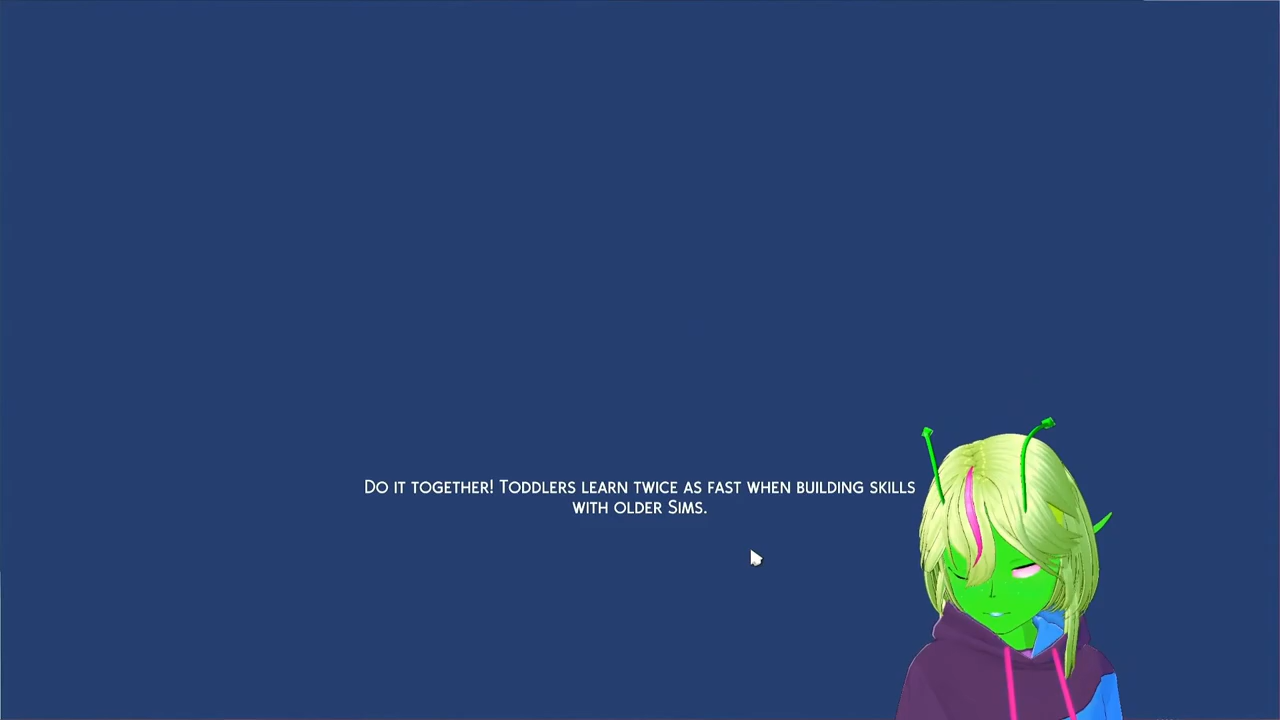 Do it together! Toddlers learn twice as fast when building skills
with older Sims.